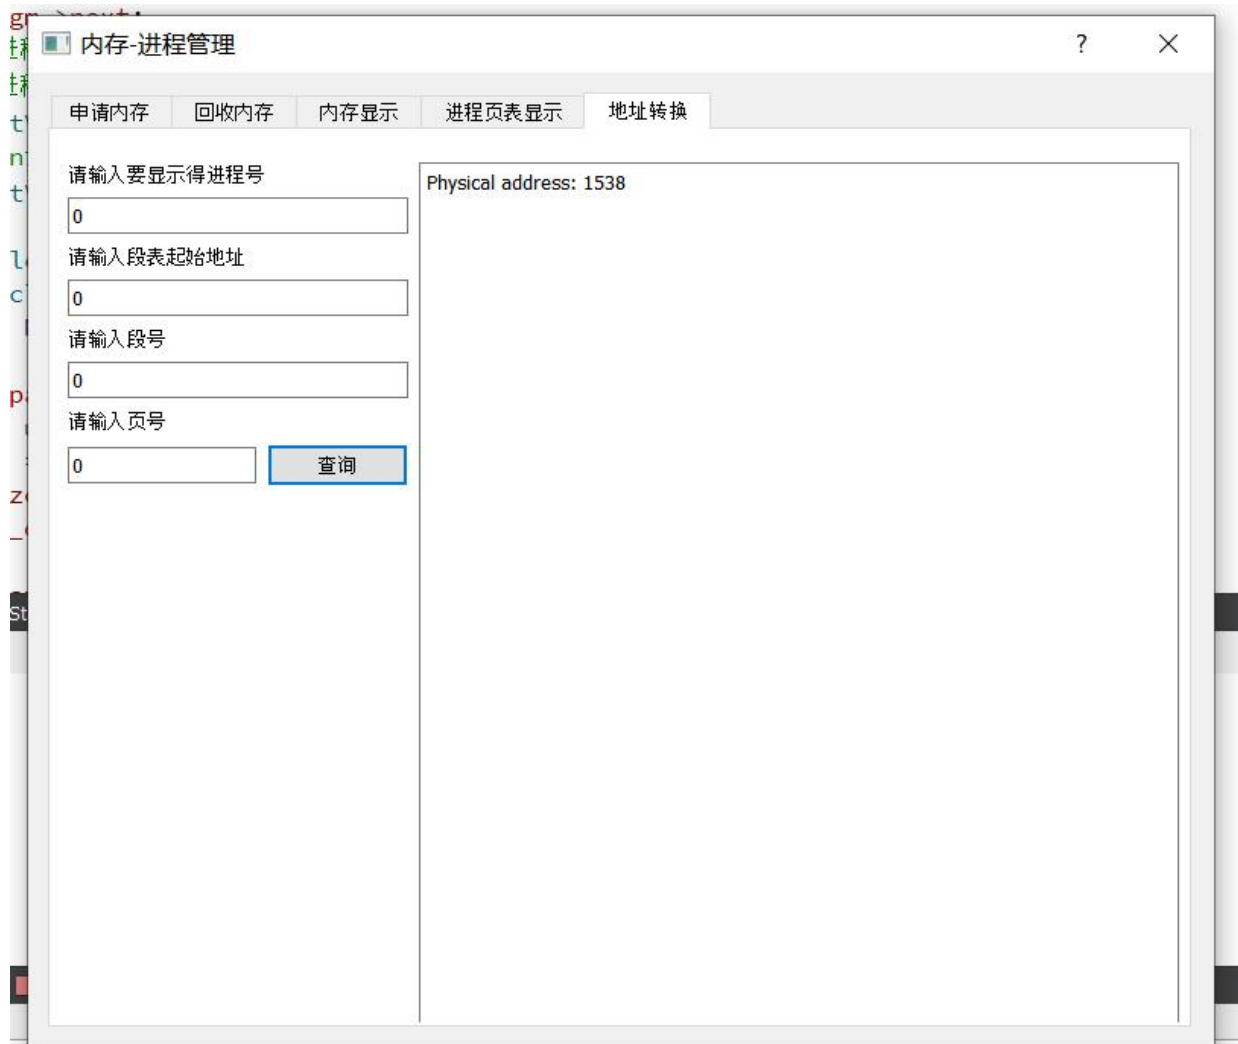 内存-进程管理
?
申请内存 回收内存 内存显示 进程页表显示 地址转换
请输入要显示得进程号
0
请输入段表起始地址
0
请输入段号
0
请输入页号
0 查询
Physical address: 1538
St